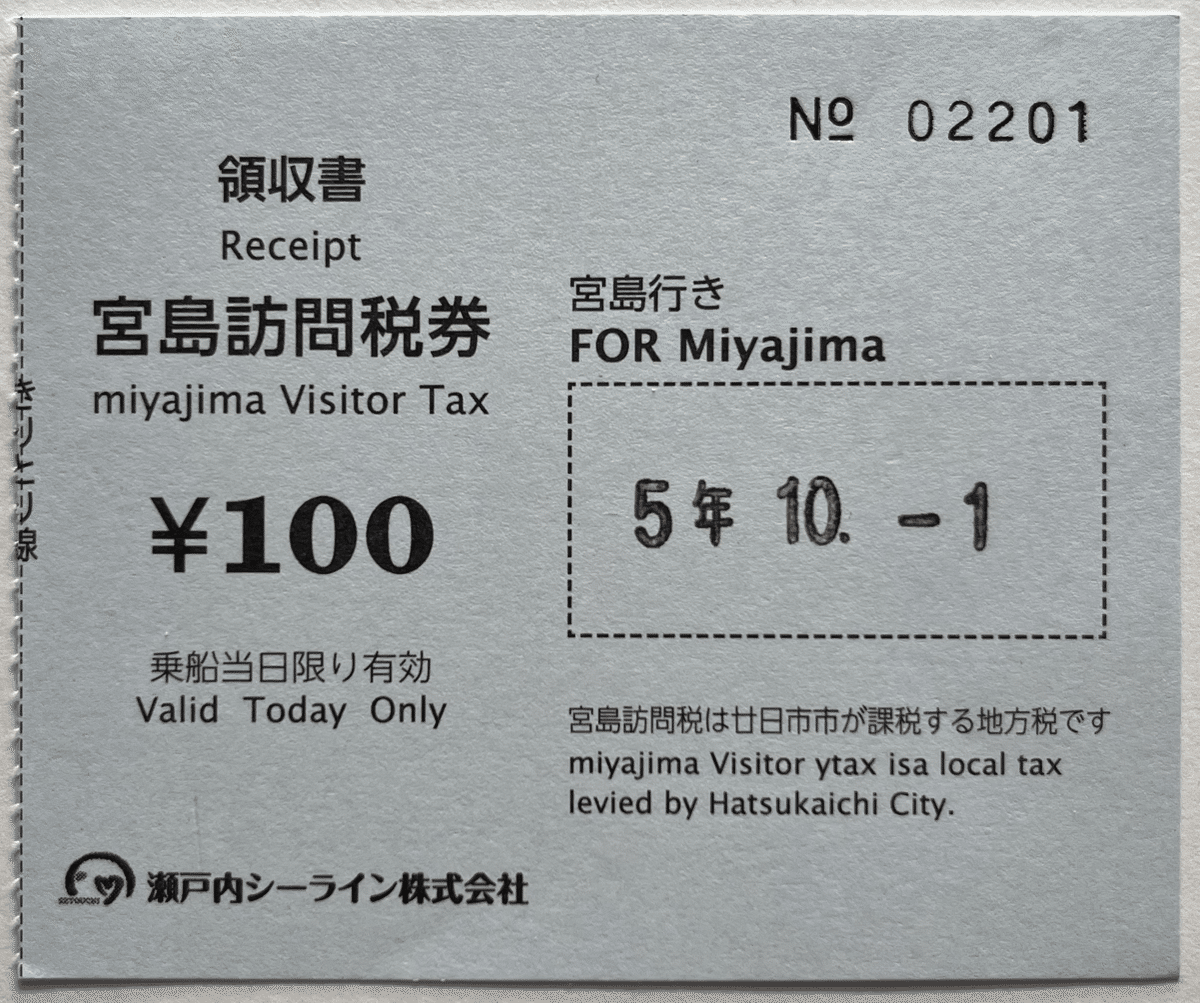 Nº 02201
領収書
Receipt
宮島訪問税券
miyajima Visitor Tax
¥100
乗船当日限り有効
Valid Today Only
宮島行き
FOR Miyajima
5年 10. -1
宮島訪問税は廿日市市が課税する地方税です
miyajima Visitor ytax isa local tax
levied by Hatsukaichi City.
キリトリ線
SETOUCHI
瀬戸内シーライン株式会社